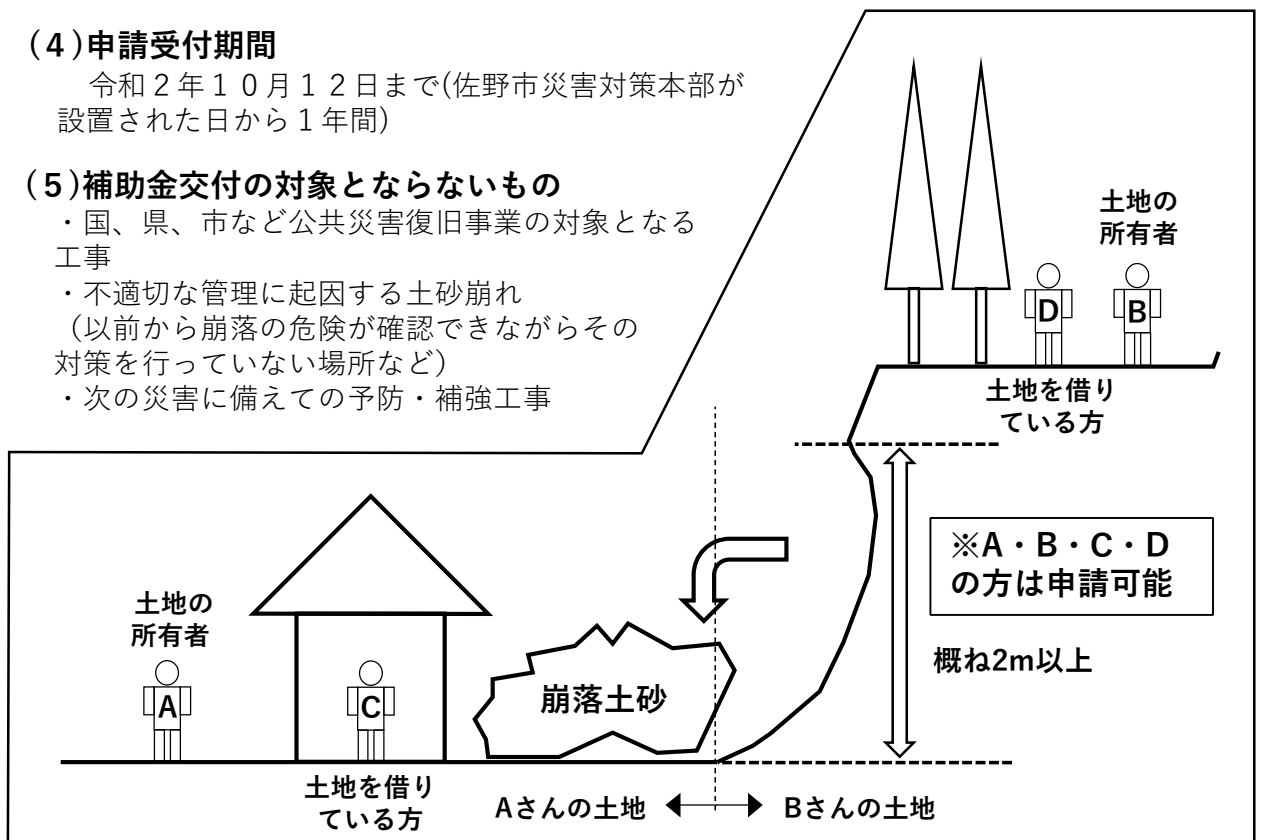 (4)申請受付期間
令和２年１０月１２日まで(佐野市災害対策本部が
設置された日から１年間)
(5)補助金交付の対象とならないもの
・国、県、市など公共災害復旧事業の対象となる
工事
・不適切な管理に起因する土砂崩れ
（以前から崩落の危険が確認できながらその
対策を行っていない場所など）
・次の災害に備えての予防・補強工事
土地の
所有者
D
B
土地を借り
ている方
※A・B・C・D
の方は申請可能
概ね2m以上
土地の
所有者
A
C
崩落土砂
土地を借り
ている方
Aさんの土地
Bさんの土地